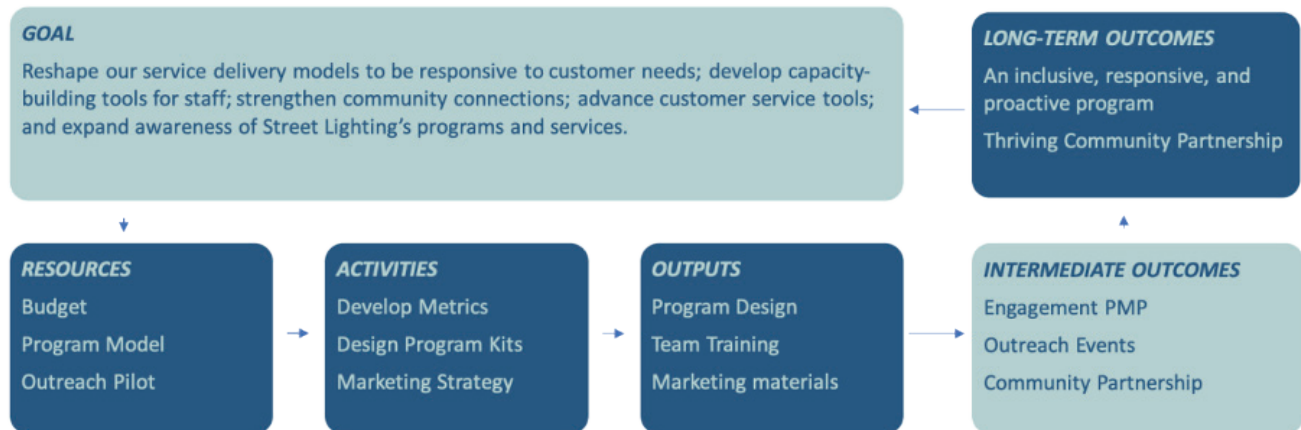 GOAL
Reshape our service delivery models to be responsive to customer needs; develop capacity-
building tools for staff; strengthen community connections; advance customer service tools;
and expand awareness of Street Lighting's programs and services.
LONG-TERM OUTCOMES
An inclusive, responsive, and
proactive program
Thriving Community Partnership
RESOURCES
Budget
Program Model
Outreach Pilot
ACTIVITIES
Develop Metrics
Design Program Kits
Marketing Strategy
OUTPUTS
Program Design
Team Training
Marketing materials
INTERMEDIATE OUTCOMES
Engagement PMP
Outreach Events
Community Partnership